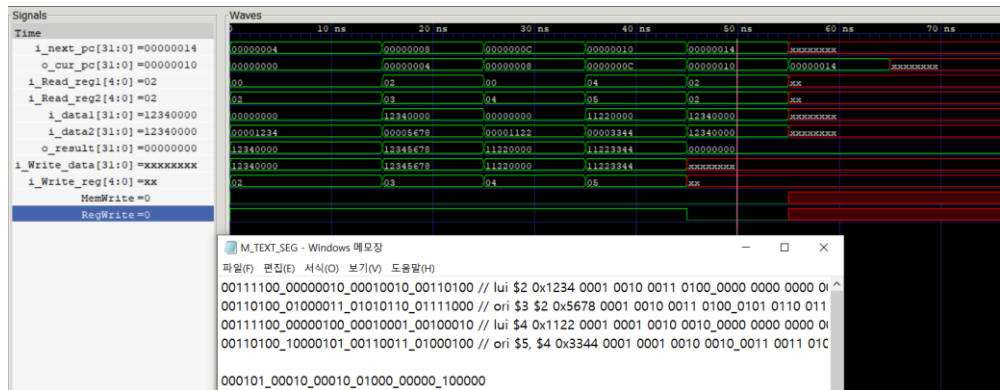 Signals
Waves
Time
10 ns 20 ns 30 ns 40 ns 50 ns 60 ns 70 ns
i_next_pc[31:0] =00000014 00000004 00000008 0000000C 00000010 00000014 xxxxxxxx
o_cur_pc[31:0] =00000010 00000000 00000004 00000008 0000000C 00000010 00000014 xxxxxxxx
i_Read_reg1[4:0] =02 00 02 00 04 02 xx
i_Read_reg2[4:0] =02 02 03 04 05 02 xx
i_data1[31:0] =12340000 00000000 12340000 00000000 11220000 12340000 xxxxxxxx
i_data2[31:0] =12340000 00001234 00005678 00001122 00003344 12340000 xxxxxxxx
o_result[31:0] =00000000 12340000 12345678 11220000 11223344 00000000
i_Write_data[31:0] =xxxxxxxx 12340000 12345678 11220000 11223344 xxxxxxxx
i_Write_reg[4:0] =xx 02 03 04 05 xx
MemWrite =0
RegWrite =0
M_TEXT_SEG - Windows 메모장
파일(F) 편집(E) 서식(O) 보기(V) 도움말(H)
00111100_00000010_00010010_00110100 // lui $2 0x1234 0001 0010 0011 0100_0000 0000 0000
00110100_01000011_01010110_01111000 // ori $3 $2 0x5678 0001 0010 0011 0100_0101 0110 011
00111100_00000100_00010001_00100010 // lui $4 0x1122 0001 0001 0010 0010_0000 0000 0000
00110100_10000101_00110011_01000100 // ori $5, $4 0x3344 0001 0001 0010 0010_0011 0011 010
000101_00010_00010_01000_00000_100000